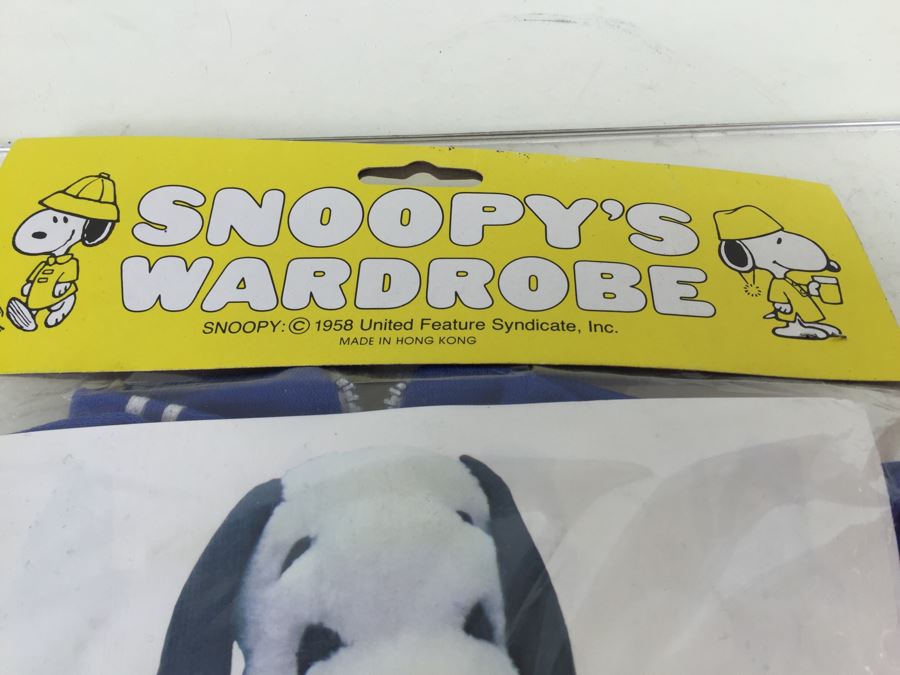 SNOOPY'S
WARDROBE
SNOOPY: © 1958 United Feature Syndicate, Inc.
MADE IN HONG KONG